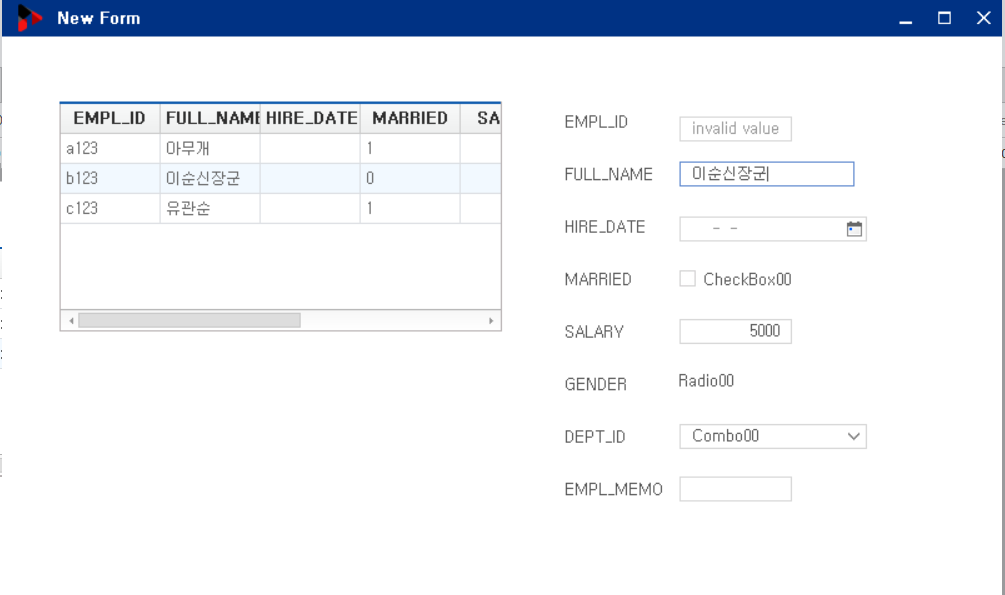 New Form
EMPL_ID FULL_NAME HIRE_DATE MARRIED SA
a123 아무개 1
b123 이순신장군 0
c123 유관순 1
EMPL_ID invalid value
FULL_NAME 이순신장군
HIRE_DATE - -
MARRIED CheckBox00
SALARY 5000
GENDER Radio00
DEPT_ID Combo00
EMPL_MEMO